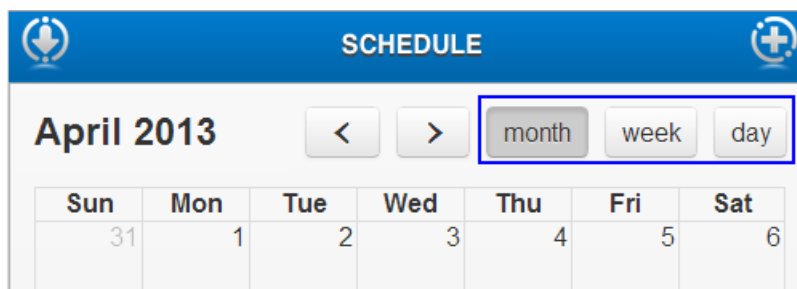 SCHEDULE
April 2013 < > month week day
Sun Mon Tue Wed Thu Fri Sat
31 1 2 3 4 5 6